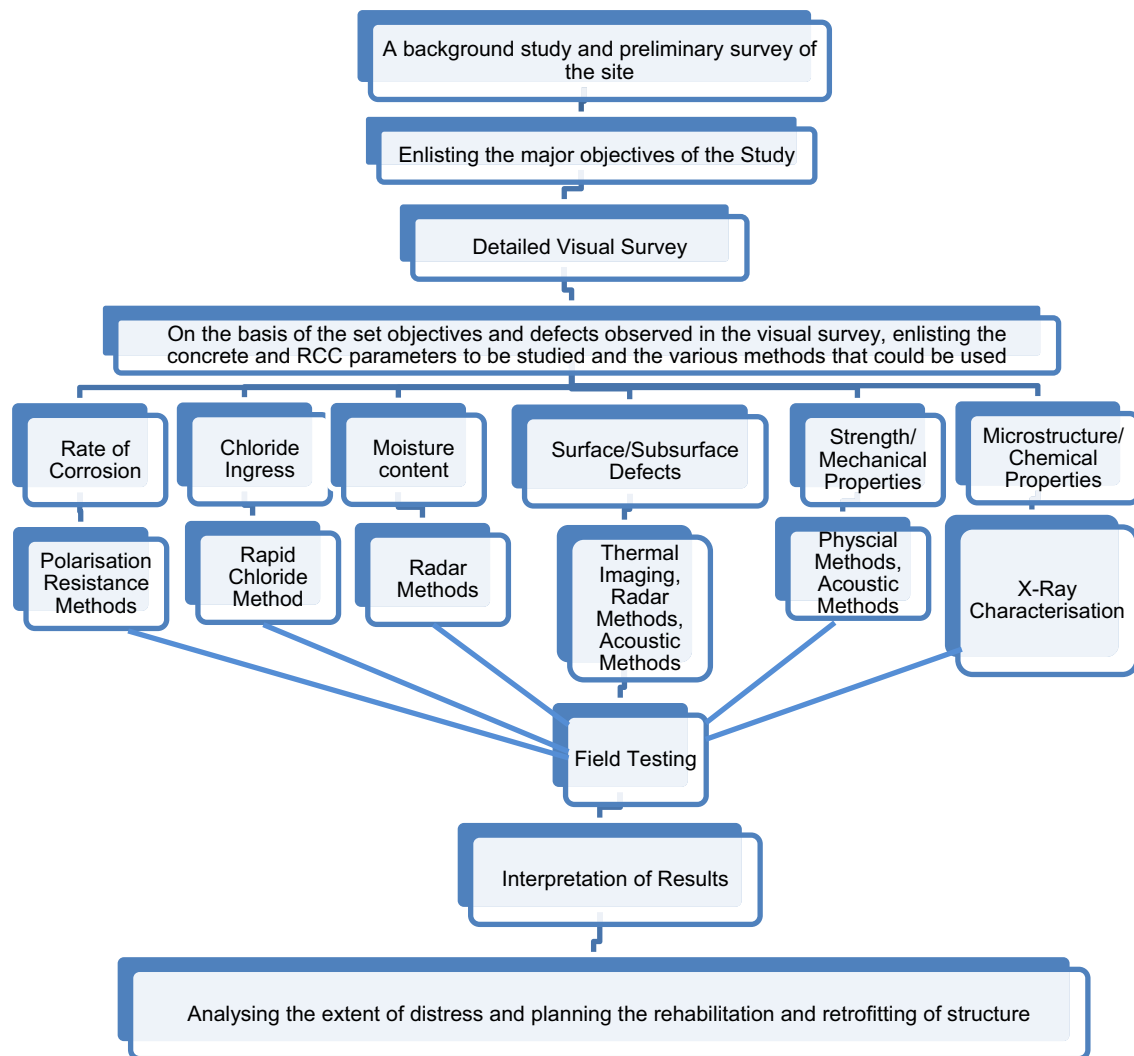 A background study and preliminary survey of
the site
Enlisting the major objectives of the Study
Detailed Visual Survey
On the basis of the set objectives and defects observed in the visual survey, enlisting the
concrete and RCC parameters to be studied and the various methods that could be used
Rate of
Corrosion
Chloride
Ingress
Moisture
content
Surface/Subsurface
Defects
Strength/
Mechanical
Properties
Microstructure/
Chemical
Properties
Polarisation
Resistance
Methods
Rapid
Chloride
Method
Radar
Methods
Thermal
Imaging,
Radar
Methods,
Acoustic
Methods
Physcial
Methods,
Acoustic
Methods
X-Ray
Characterisation
Field Testing
Interpretation of Results
Analysing the extent of distress and planning the rehabilitation and retrofitting of structure